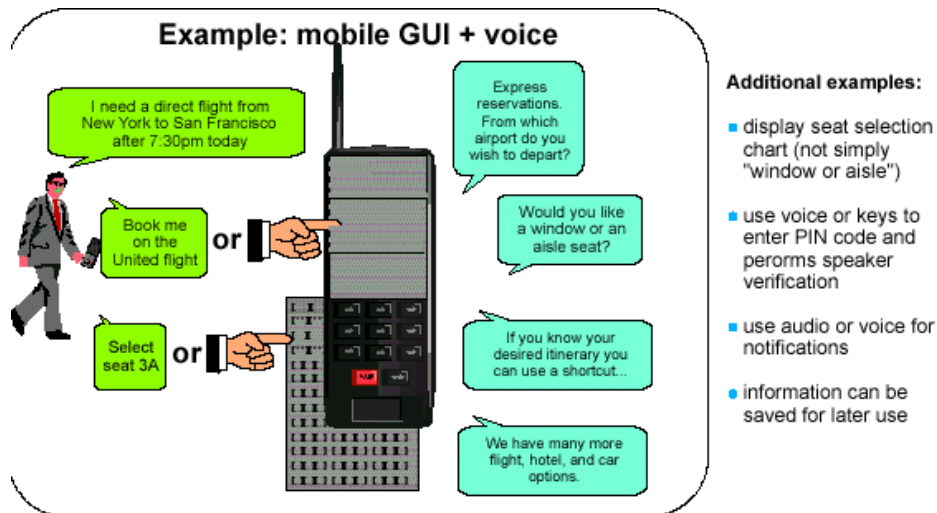 Example: mobile GUI + voice
I need a direct flight from
New York to San Francisco
after 7:30pm today
Book me
on the
United flight
or
Select
seat 3A
or
Express
reservations.
From which
airport do you
wish to depart?
Would you like
a window or an
aisle seat?
If you know your
desired itinerary you
can use a shortcut...
We have many more
flight, hotel, and car
options.
Additional examples:
display seat selection
chart (not simply
"window or aisle")
use voice or keys to
enter PIN code and
perorms speaker
verification
use audio or voice for
notifications
information can be
saved for later use